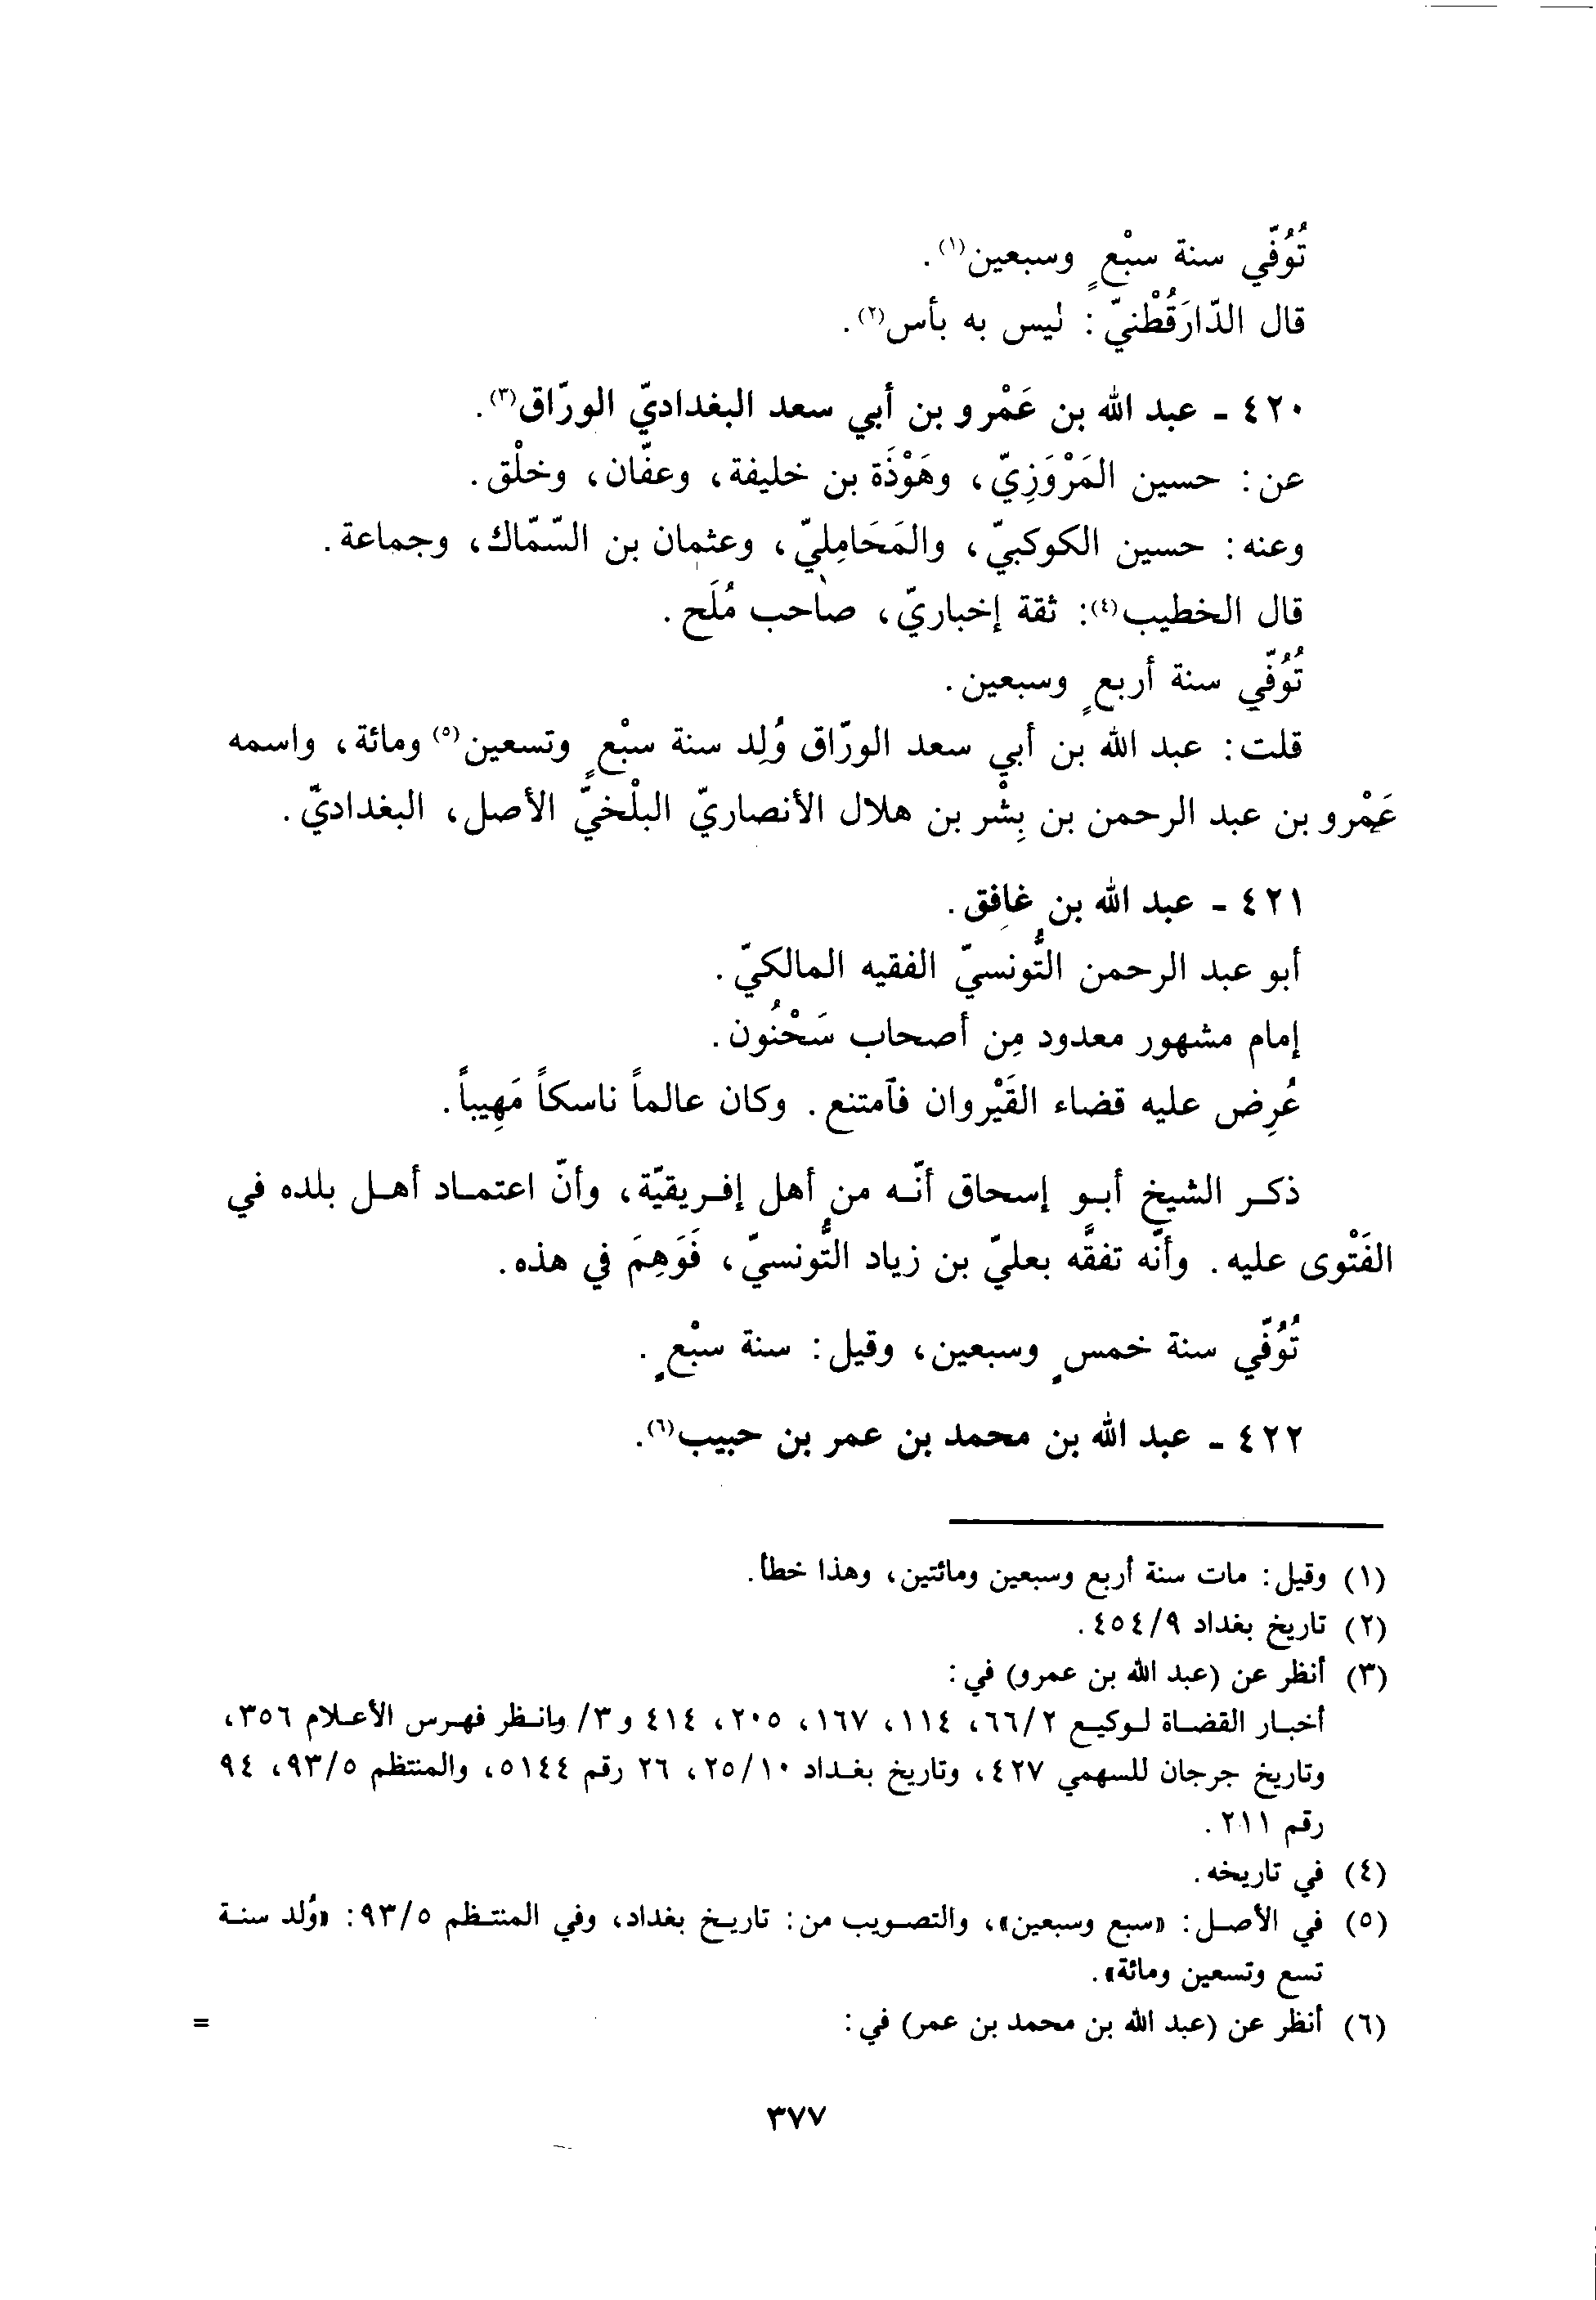 تُوُفّي سنة سبْعٍ وسبعين(١).
قال الدّارَقُطْنيّ: ليس به بأس(٢).
٤٢٠ - عبد الله بن عَمْرو بن أبي سعد البغداديّ الورّاق(٣).
عن: حسين المَرْوَزِيّ، وهَوْذَة بن خليفة، وعفّان، وخلْق.
وعنه: حسين الكوكبيّ، والمَحَامِليّ، وعثمان بن السّمّاك، وجماعة.
قال الخطيب(٤): ثقة إخباريّ، صاحب مُلَح.
تُوُفّي سنة أربعٍ وسبعين.
قلت: عبد الله بن أبي سعد الورّاق وُلِد سنة سبْعٍ وتسعين(٥) ومائة، واسمه
عَمْرو بن عبد الرحمن بن بِشْر بن هلال الأنصاريّ البلْخيّ الأصل، البغداديّ.
٤٢١ - عبد الله بن غافِق.
أبو عبد الرحمن التُّونسيّ الفقيه المالكيّ.
إمام مشهور معدود مِن أصحاب سَحْنُون.
عُرِض عليه قضاء القَيْروان فآمتنع. وكان عالماً ناسكاً مَهِيباً.
ذكر الشيخ أبو إسحاق أنّه من أهل إفريقيّة، وأنّ اعتماد أهل بلده في
الفَتْوى عليه. وأنّه تفقَّه بعليّ بن زياد التُّونسيّ، فَوَهِمَ في هذه.
تُوُفّي سنة خمسٍ وسبعين، وقيل: سنة سبْعٍ.
٤٢٢ - عبد الله بن محمد بن عمر بن حبيب(٦).
(١) وقيل: مات سنة أربع وسبعين ومائتين، وهذا خطأ.
(٢) تاريخ بغداد ٤٥٤/٩.
(٣) أنظر عن (عبد الله بن عمرو) في:
أخبار القضاة لوكيع ٦٦/٢، ١١٤، ١٦٧، ٢٠٥، ٤١٤ و ٣/ وانظر فهرس الأعلام ٣٥٦،
وتاريخ جرجان للسهمي ٤٢٧، وتاريخ بغداد ٢٥/١٠، ٢٦ رقم ٥١٤٤، والمنتظم ٩٣/٥، ٩٤
رقم ٢١١.
(٤) في تاريخه.
(٥) في الأصل: «سبع وسبعين»، والتصويب من: تاريخ بغداد، وفي المنتظم ٩٣/٥: «وُلد سنة
تسع وتسعين ومائة».
(٦) أنظر عن (عبد الله بن محمد بن عمر) في: =
٣٧٧